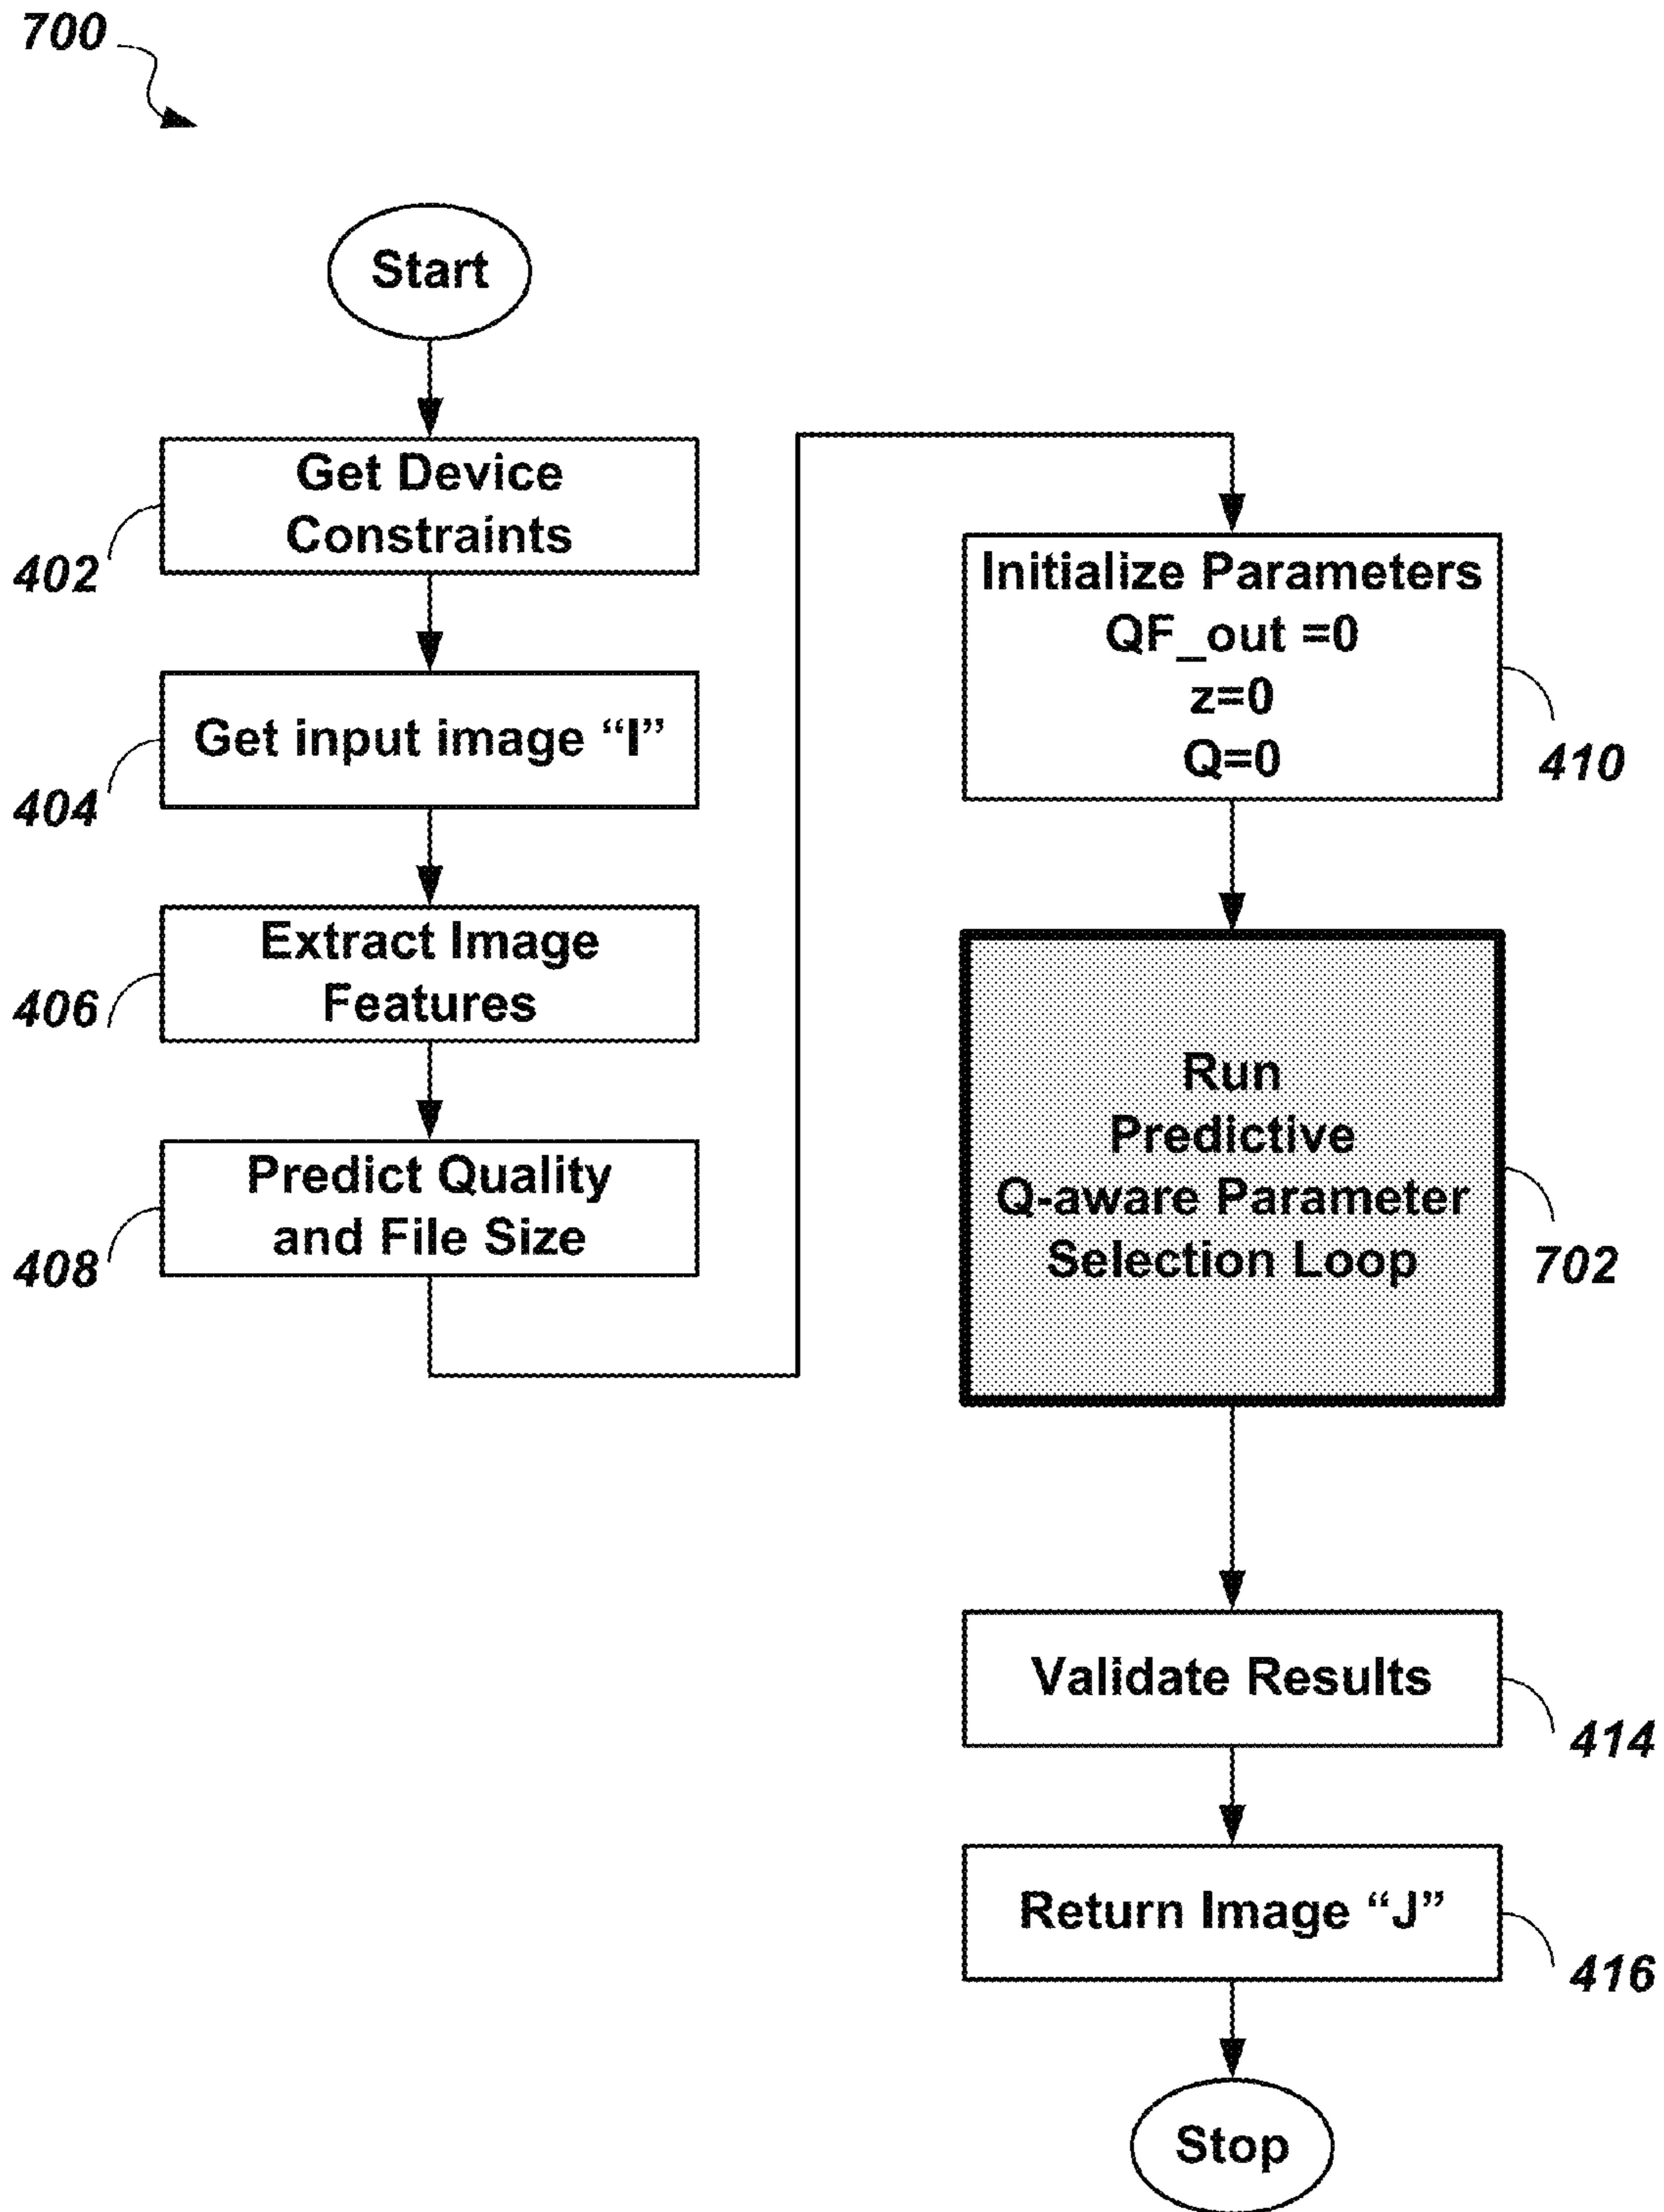 700
Start
Get Device
Constraints
402
Get input image “I”
404
Extract Image
Features
406
Predict Quality
and File Size
408
Initialize Parameters
QF_out =0
z=0
Q=0
410
Run
Predictive
Q-aware Parameter
Selection Loop
702
Validate Results
414
Return Image “J”
416
Stop